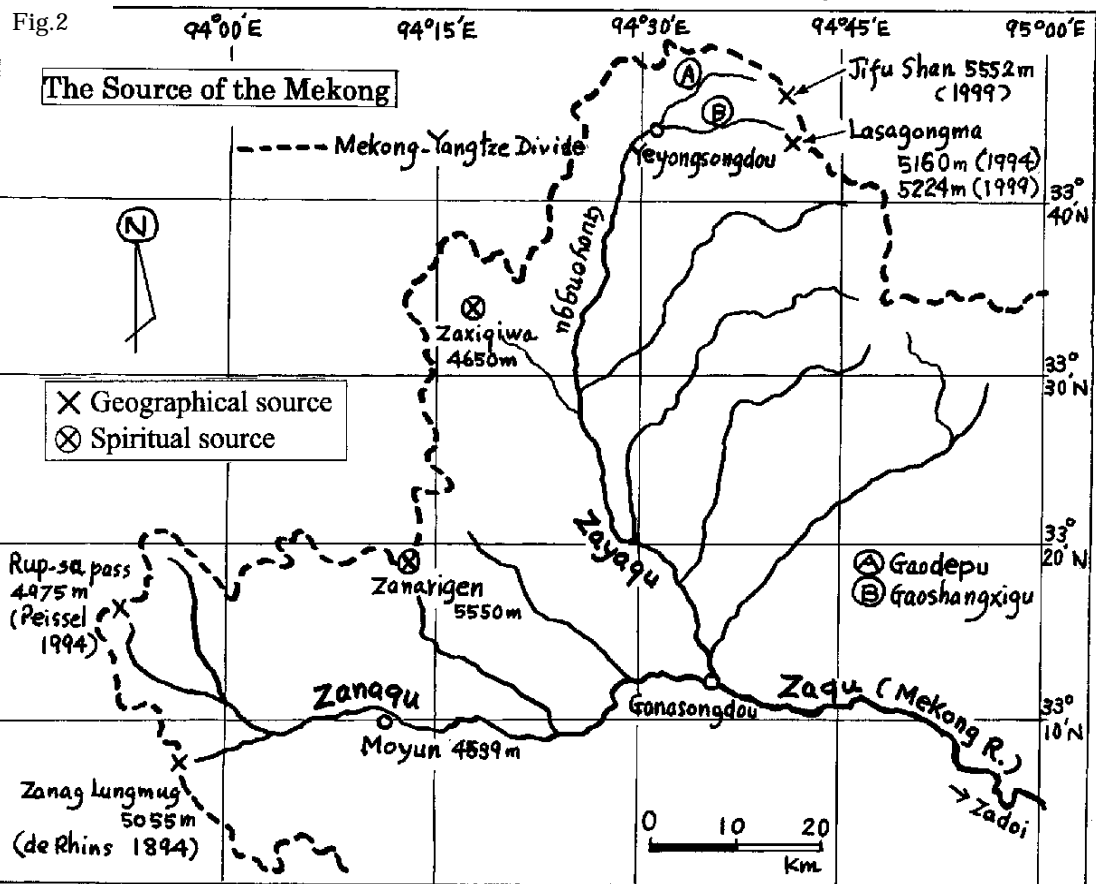 Fig.2
94°00'E
94°15'E
94°30'E
94°45'E
95°00'E
The Source of the Mekong
Mekong-Yangtze Divide
A
B
Jifu Shan 5552m
(1999)
Lasagongma
5160m (1994)
5224m (1999)
Yeyongsongdou
33°
40'N
N
Guyongqu
Zaxiqiwa
4650m
33°
30'N
X Geographical source
⊗ Spiritual source
Zayaqu
33°
20'N
Rup-sa pass
4975m
(Peissel
1994)
Zanarigen
5550m
Ⓐ Gaodepu
Ⓑ Gaoshangxigu
Zanaqu
Ganasongdou
Zaqu (Mekong R.)
33°
10'N
Moyun 4539m
Zanag Lungmug
5055m
(de Rhins 1894)
→ Zadoi
0 10 20
Km